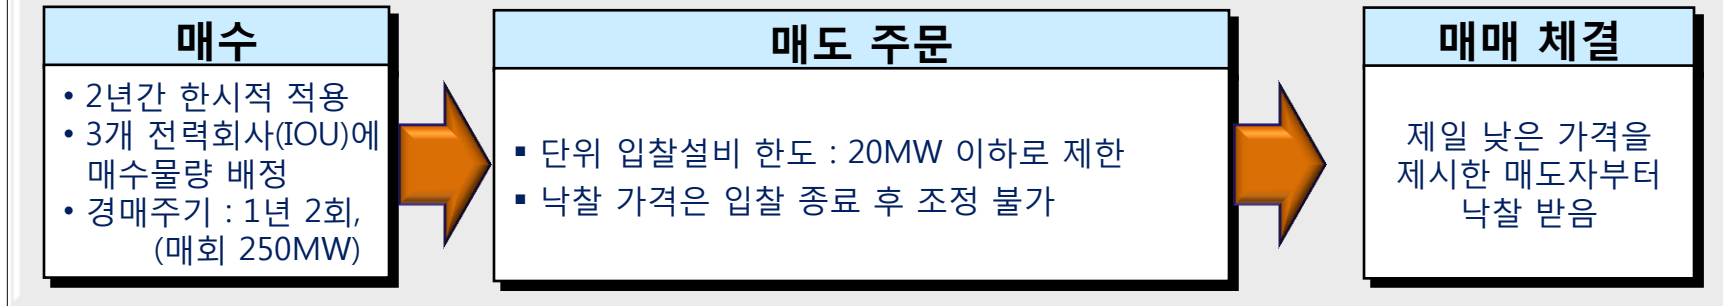 매수
• 2년간 한시적 적용
• 3개 전력회사(IOU)에
매수물량 배정
• 경매주기 : 1년 2회,
(매회 250MW)
매도 주문
▪ 단위 입찰설비 한도 : 20MW 이하로 제한
▪ 낙찰 가격은 입찰 종료 후 조정 불가
매매 체결
제일 낮은 가격을
제시한 매도자부터
낙찰 받음